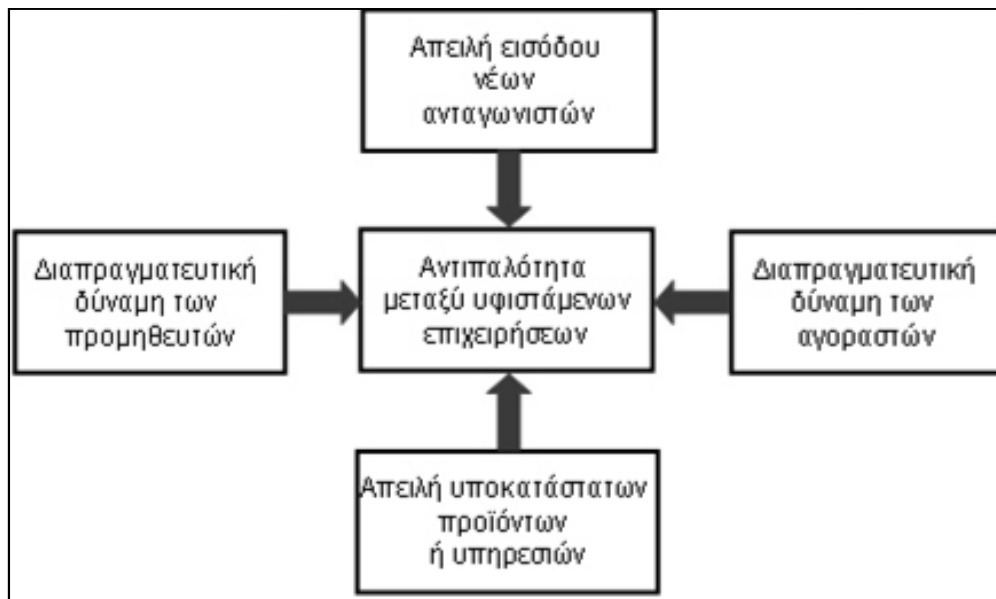 Απειλή εισόδου
νέων
ανταγωνιστών
Διαπραγματευτική
δύναμη των
προμηθευτών
Αντιπαλότητα
μεταξύ υφιστάμενων
επιχειρήσεων
Διαπραγματευτική
δύναμη των
αγοραστών
Απειλή υποκατάστατων
προϊόντων
ή υπηρεσιών